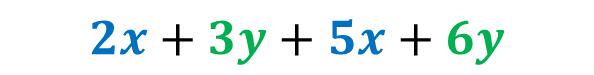 2x + 3y + 5x + 6y